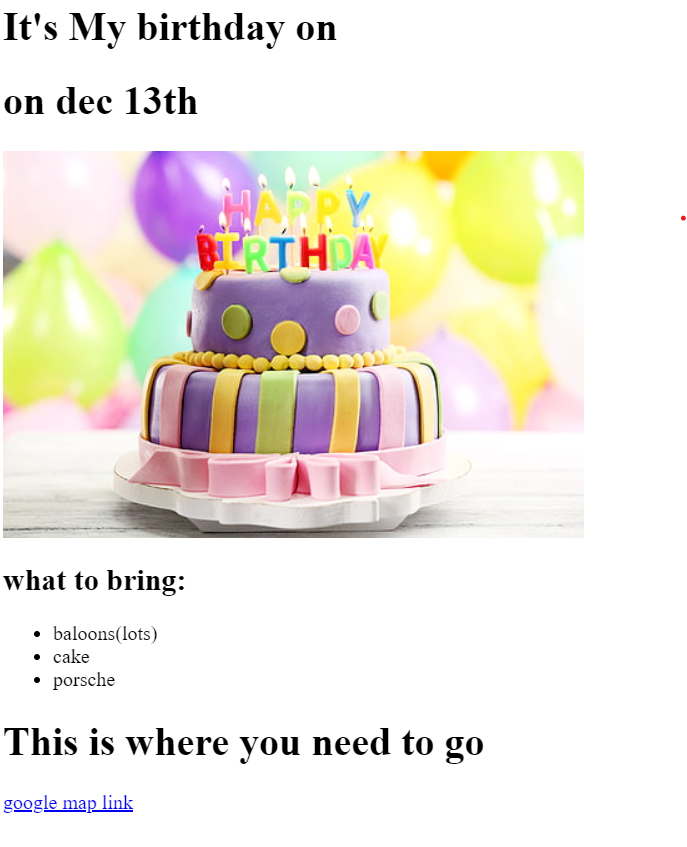 It's My birthday on
on dec 13th
HAPPY
BIRTHDAY
what to bring:
baloons(lots)
cake
porsche
This is where you need to go
google map link